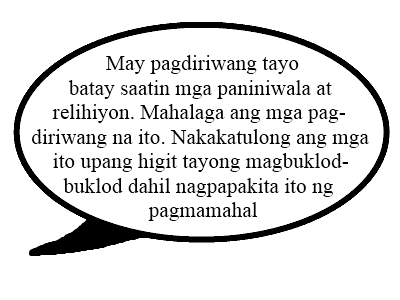 May pagdiriwang tayo
batay saatin mga paniniwala at
relihiyon. Mahalaga ang mga pag-
diriwang na ito. Nakakatulong ang mga
ito upang higit tayong magbuklod-
buklod dahil nagpapakita ito ng
pagmamahal